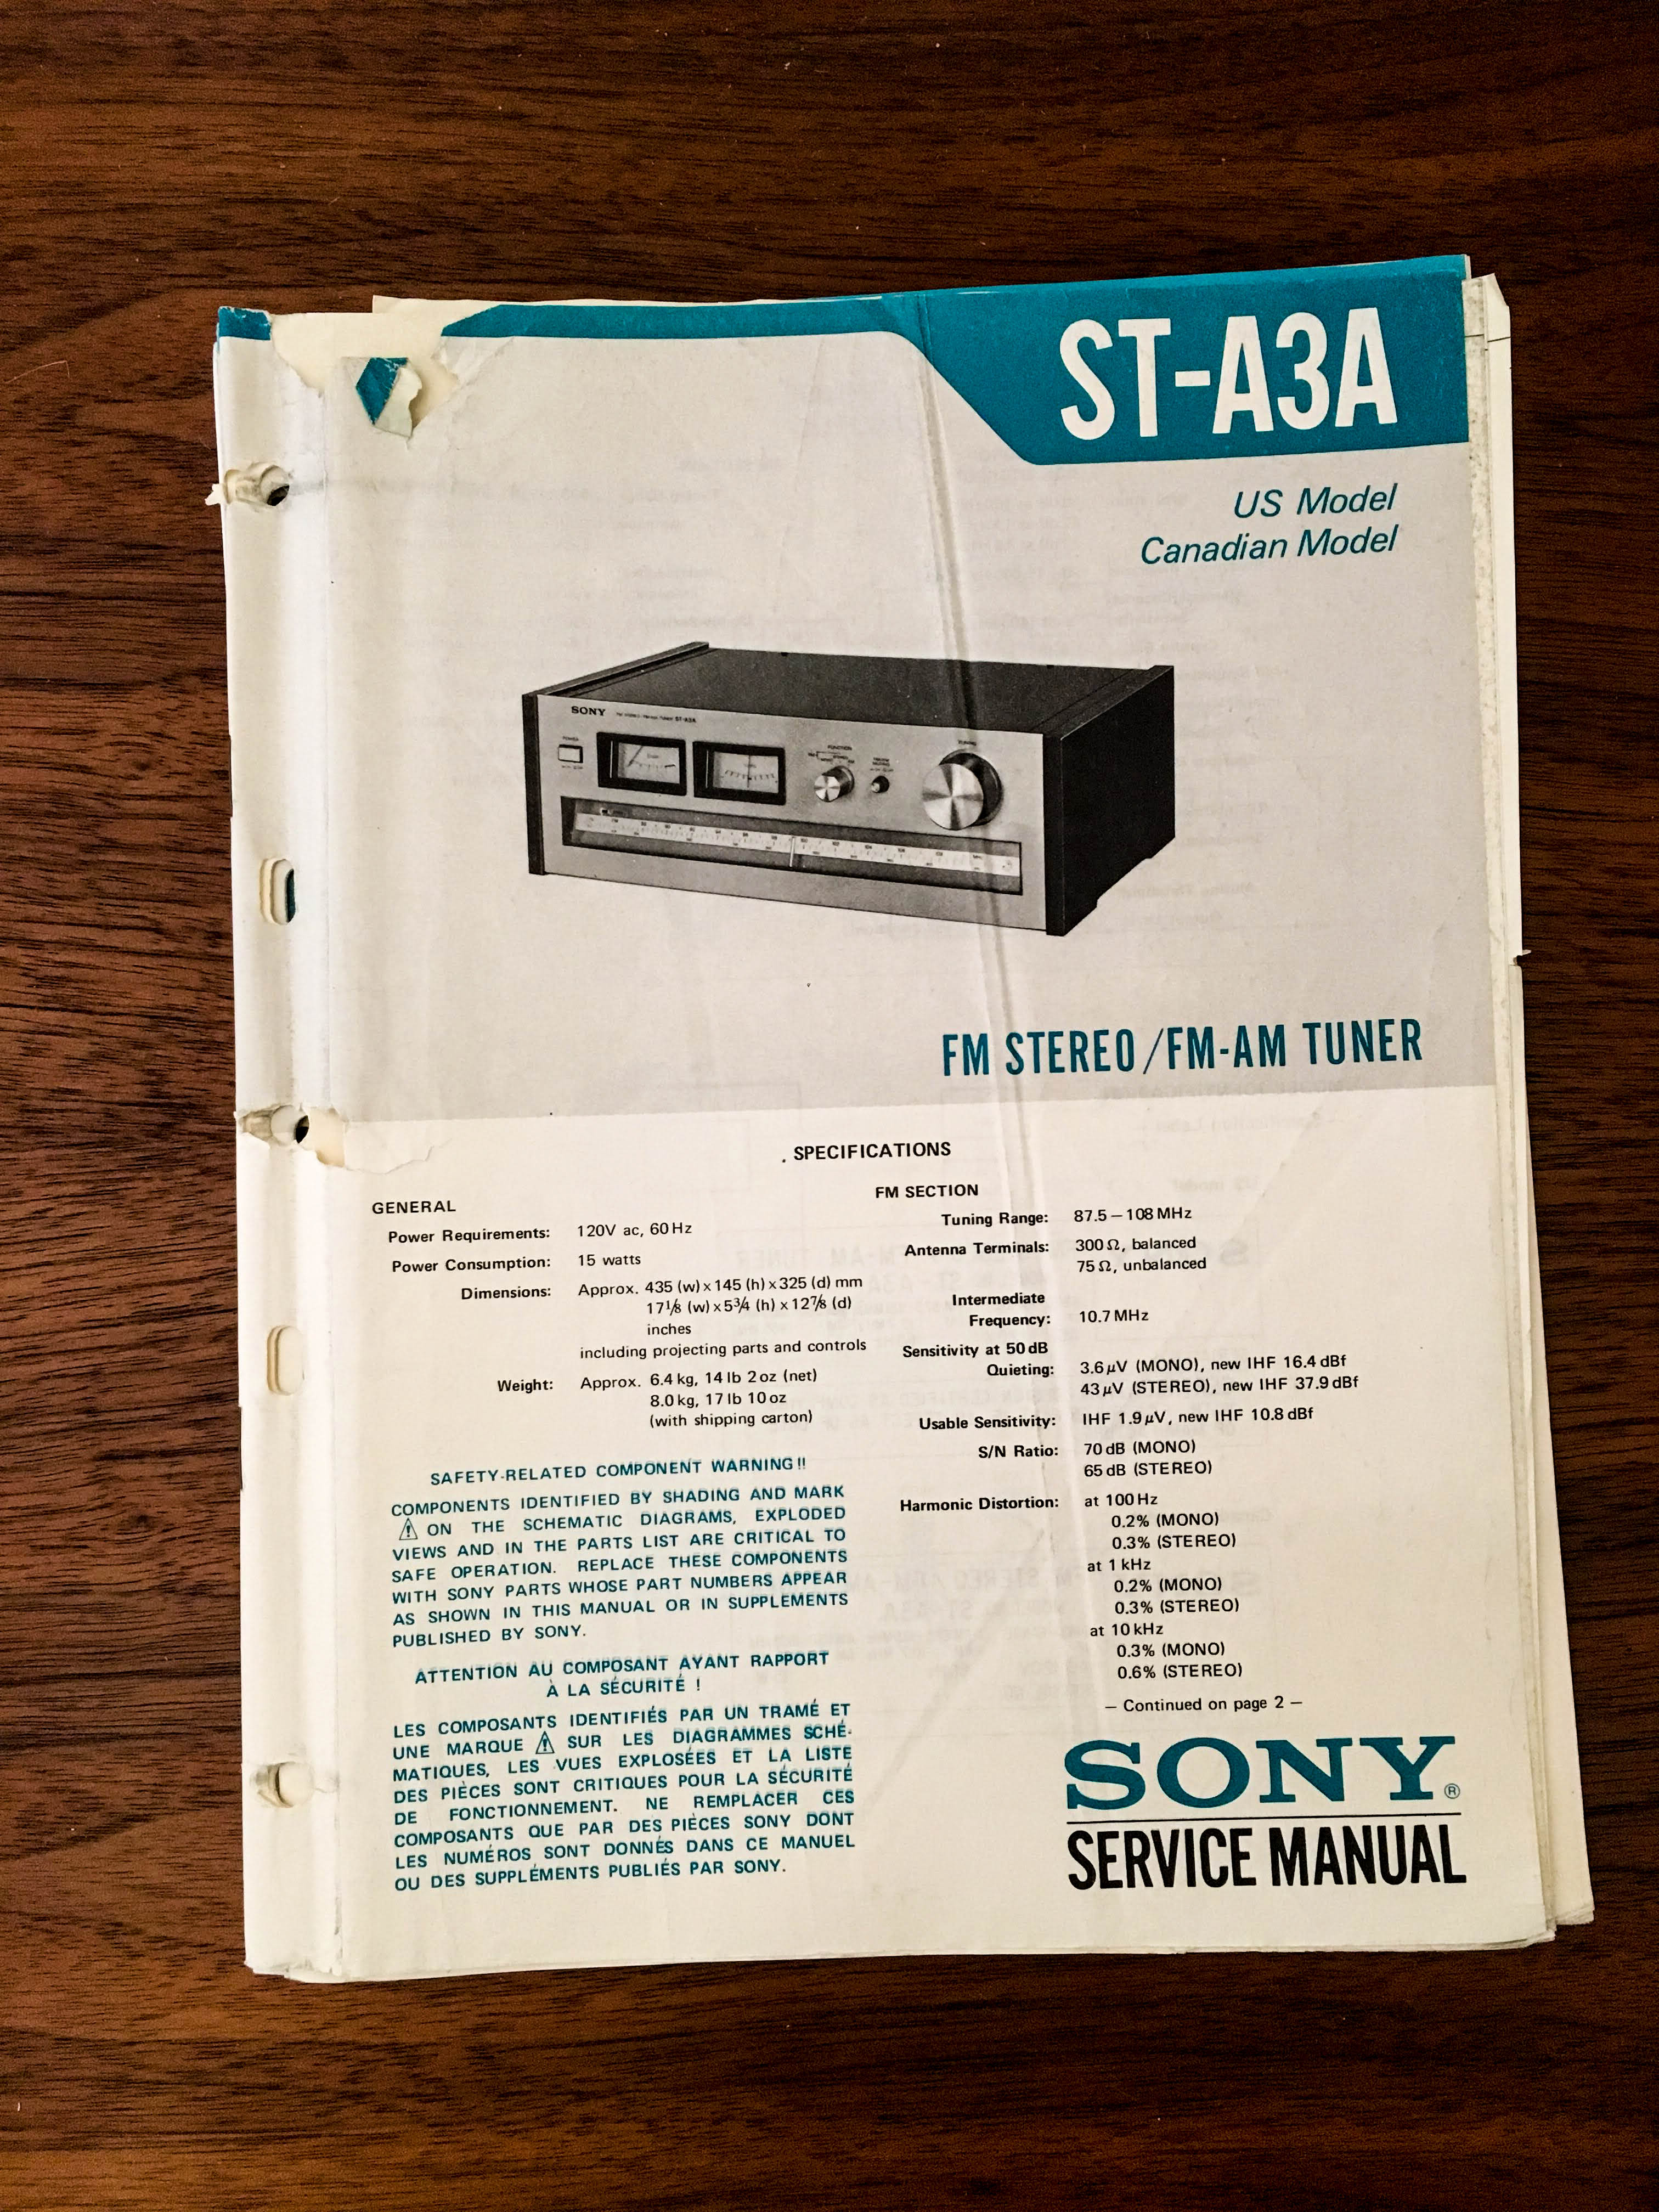 ST-A3A
US Model
Canadian Model
SONY
ST-A3A
POWER
FUNCTION
TUNING
FM STEREO/FM-AM TUNER
SPECIFICATIONS
GENERAL
Power Requirements: 120V ac, 60 Hz
Power Consumption: 15 watts
Dimensions: Approx. 435 (w) x 145 (h) x 325 (d) mm
17⅛ (w) x 5¾ (h) x 12⅞ (d)
inches
including projecting parts and controls
Weight: Approx. 6.4 kg, 14 lb 2 oz (net)
8.0 kg, 17 lb 10 oz
(with shipping carton)
SAFETY-RELATED COMPONENT WARNING!!
COMPONENTS IDENTIFIED BY SHADING AND MARK
⚠ ON THE SCHEMATIC DIAGRAMS, EXPLODED
VIEWS AND IN THE PARTS LIST ARE CRITICAL TO
SAFE OPERATION. REPLACE THESE COMPONENTS
WITH SONY PARTS WHOSE PART NUMBERS APPEAR
AS SHOWN IN THIS MANUAL OR IN SUPPLEMENTS
PUBLISHED BY SONY.
ATTENTION AU COMPOSANT AYANT RAPPORT
À LA SÉCURITÉ !
LES COMPOSANTS IDENTIFIÉS PAR UN TRAMÉ ET
UNE MARQUE ⚠ SUR LES DIAGRAMMES SCHÉ-
MATIQUES, LES VUES EXPLOSÉES ET LA LISTE
DES PIÈCES SONT CRITIQUES POUR LA SÉCURITÉ
DE FONCTIONNEMENT. NE REMPLACER CES
COMPOSANTS QUE PAR DES PIÈCES SONY DONT
LES NUMÉROS SONT DONNÉS DANS CE MANUEL
OU DES SUPPLÉMENTS PUBLIÉS PAR SONY.
FM SECTION
Tuning Range: 87.5 – 108 MHz
Antenna Terminals: 300 Ω, balanced
75 Ω, unbalanced
Intermediate
Frequency: 10.7 MHz
Sensitivity at 50 dB
Quieting: 3.6 μV (MONO), new IHF 16.4 dBf
43 μV (STEREO), new IHF 37.9 dBf
Usable Sensitivity: IHF 1.9 μV, new IHF 10.8 dBf
S/N Ratio: 70 dB (MONO)
65 dB (STEREO)
Harmonic Distortion: at 100 Hz
0.2% (MONO)
0.3% (STEREO)
at 1 kHz
0.2% (MONO)
0.3% (STEREO)
at 10 kHz
0.3% (MONO)
0.6% (STEREO)
– Continued on page 2 –
SONY®
SERVICE MANUAL